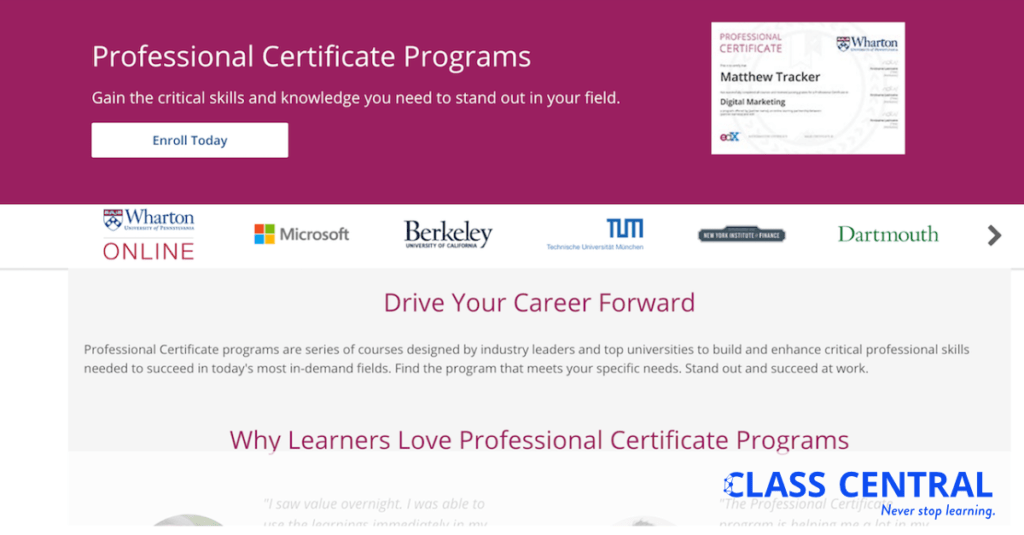 Professional Certificate Programs
Gain the critical skills and knowledge you need to stand out in your field.
Enroll Today
PROFESSIONAL
CERTIFICATE
Wharton
UNIVERSITY of PENNSYLVANIA
Matthew Tracker
Digital Marketing
edX
Wharton
UNIVERSITY of PENNSYLVANIA
ONLINE
Microsoft
Berkeley
UNIVERSITY OF CALIFORNIA
TUM
Technische Universität München
NEW YORK INSTITUTE of FINANCE
Dartmouth
Drive Your Career Forward
Professional Certificate programs are series of courses designed by industry leaders and top universities to build and enhance critical professional skills
needed to succeed in today's most in-demand fields. Find the program that meets your specific needs. Stand out and succeed at work.
Why Learners Love Professional Certificate Programs
"I saw value overnight. I was able to
use the learnings immediately in my
"The Professional Certificate
program is helping me a lot in my
CLASS CENTRAL
Never stop learning.